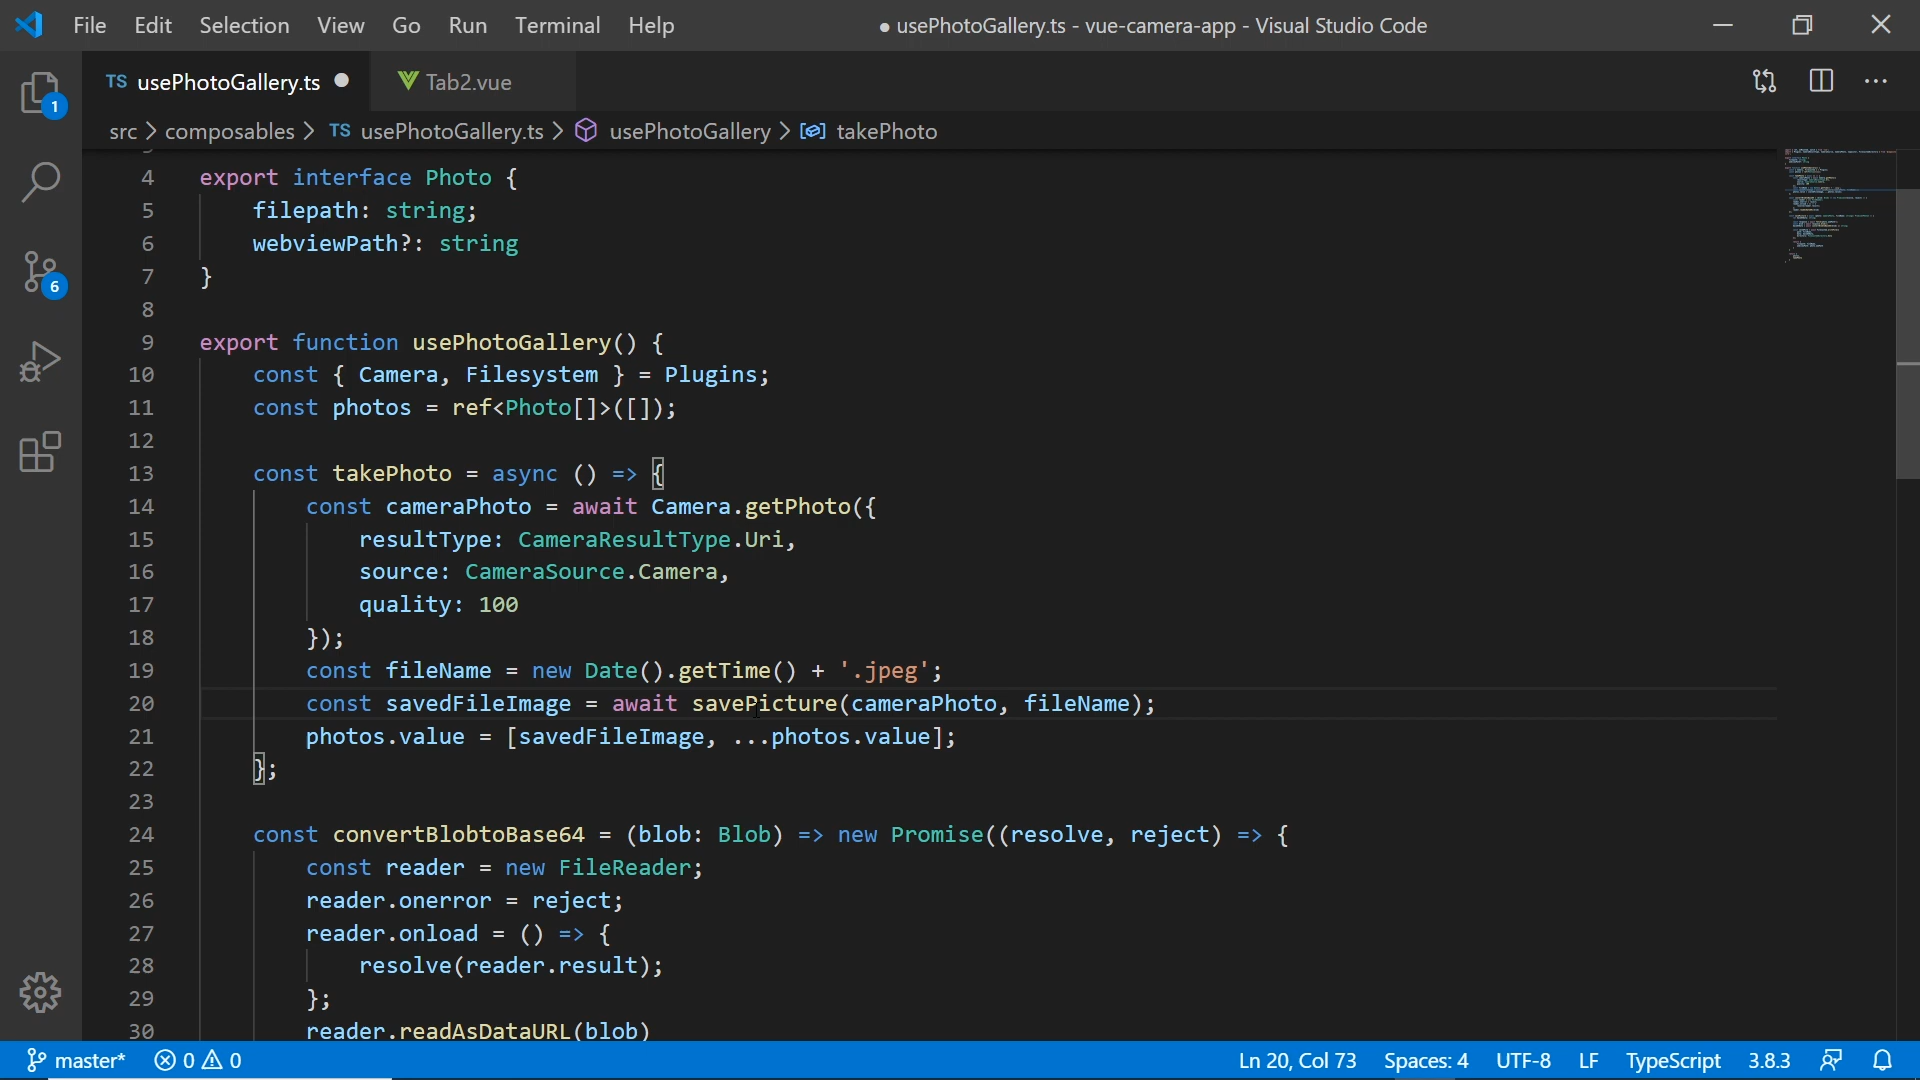 File Edit Selection View Go Run Terminal Help ● usePhotoGallery.ts - vue-camera-app - Visual Studio Code
TS usePhotoGallery.ts ● Tab2.vue ...
src > composables > TS usePhotoGallery.ts > usePhotoGallery > takePhoto
1
6
4 export interface Photo {
5 filepath: string;
6 webviewPath?: string
7 }
8
9 export function usePhotoGallery() {
10 const { Camera, Filesystem } = Plugins;
11 const photos = ref<Photo[]>([]);
12
13 const takePhoto = async () => {
14 const cameraPhoto = await Camera.getPhoto({
15 resultType: CameraResultType.Uri,
16 source: CameraSource.Camera,
17 quality: 100
18 });
19 const fileName = new Date().getTime() + '.jpeg';
20 const savedFileImage = await savePicture(cameraPhoto, fileName);
21 photos.value = [savedFileImage, ...photos.value];
22 };
23
24 const convertBlobtoBase64 = (blob: Blob) => new Promise((resolve, reject) => {
25 const reader = new FileReader;
26 reader.onerror = reject;
27 reader.onload = () => {
28 resolve(reader.result);
29 };
30 reader.readAsDataURL(blob)
master* 0 0 Ln 20, Col 73 Spaces: 4 UTF-8 LF TypeScript 3.8.3